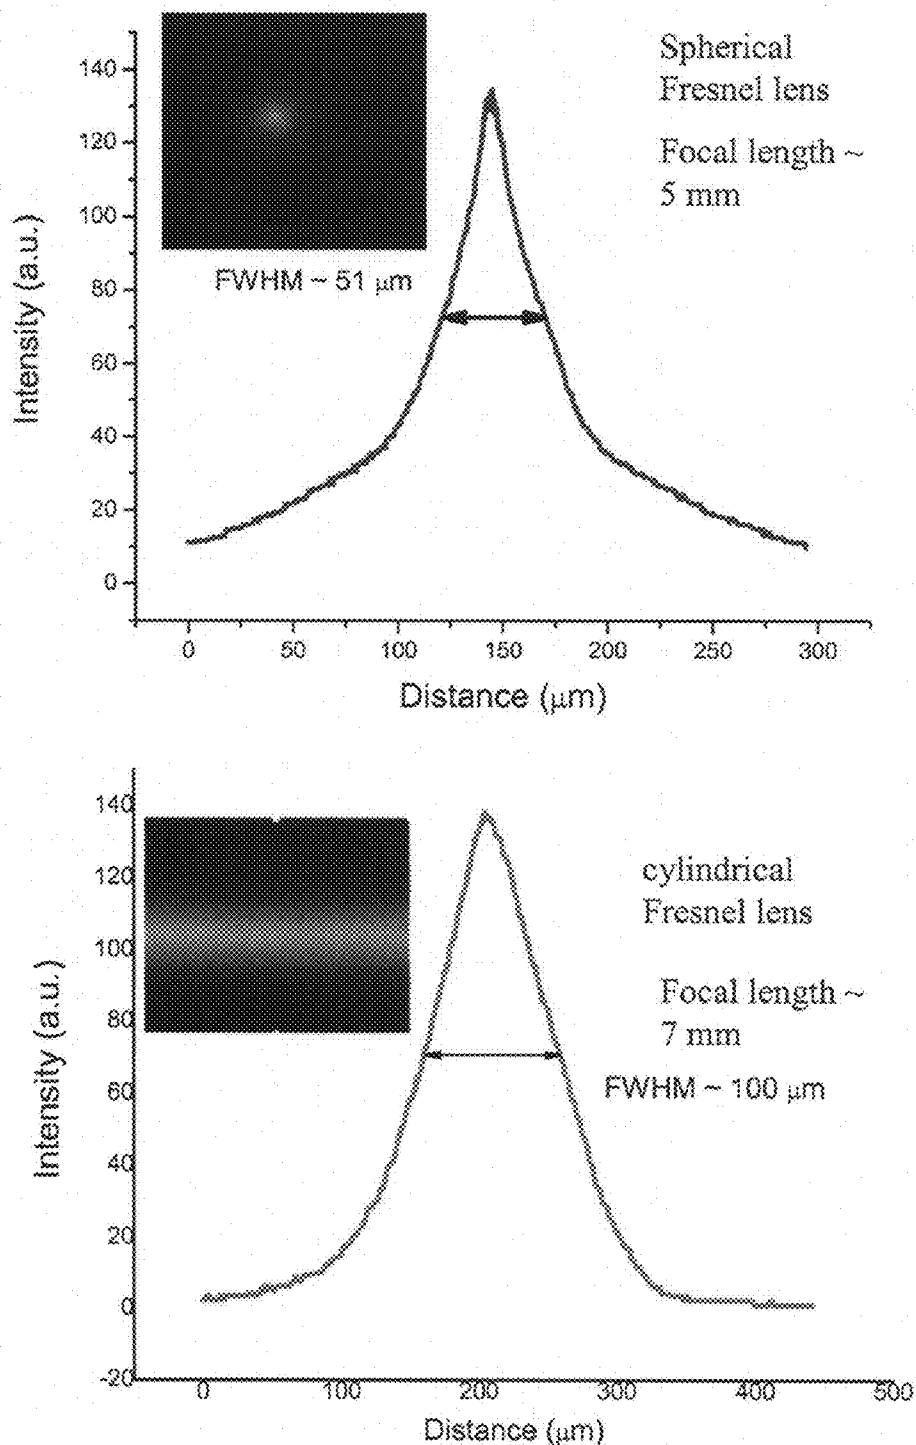 Spherical
Fresnel lens
Focal length ~
5 mm
FWHM ~ 51 μm
Intensity (a.u.)
140
120
100
80
60
40
20
0
0 50 100 150 200 250 300
Distance (μm)
cylindrical
Fresnel lens
Focal length ~
7 mm
FWHM ~ 100 μm
Intensity (a.u.)
140
120
100
80
60
40
20
0
-20
0 100 200 300 400 500
Distance (μm)